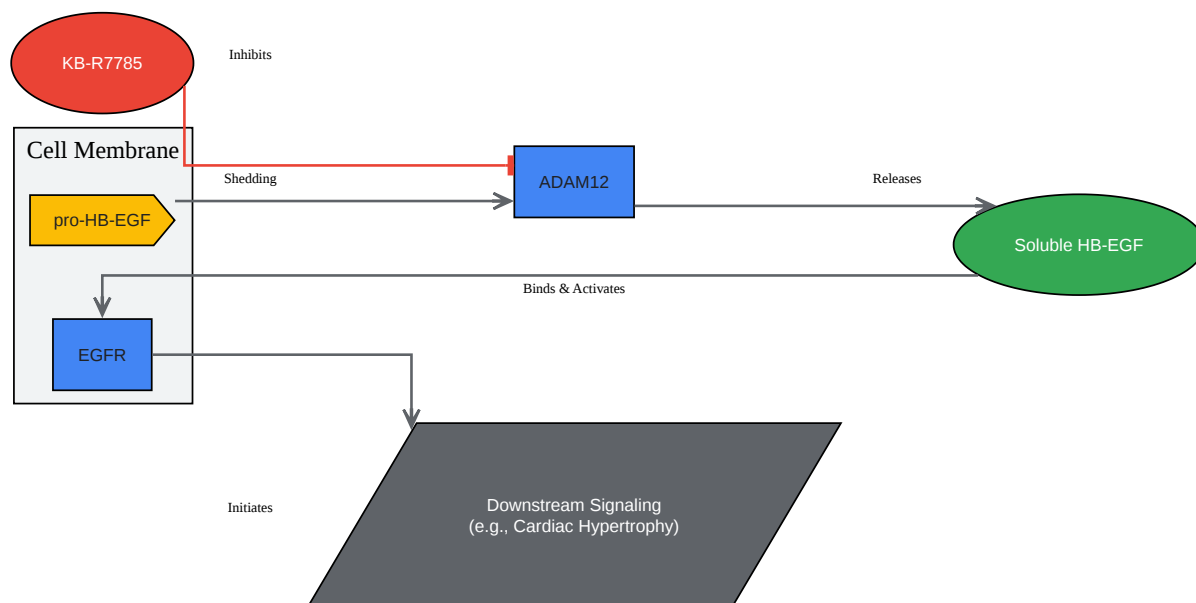 KB-R7785
Inhibits
Cell Membrane
Shedding
ADAM12
Releases
pro-HB-EGF
Soluble HB-EGF
Binds & Activates
EGFR
Initiates
Downstream Signaling
(e.g., Cardiac Hypertrophy)